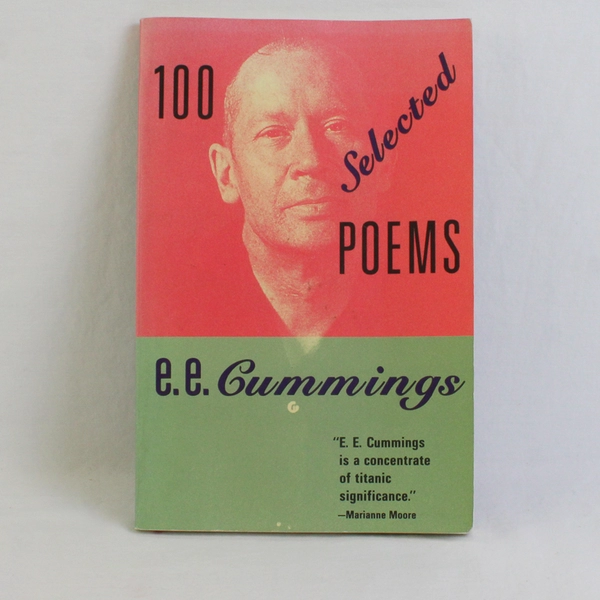 100
Selected
POEMS
e.e. Cummings
G
"E. E. Cummings
is a concentrate
of titanic
significance."
—Marianne Moore